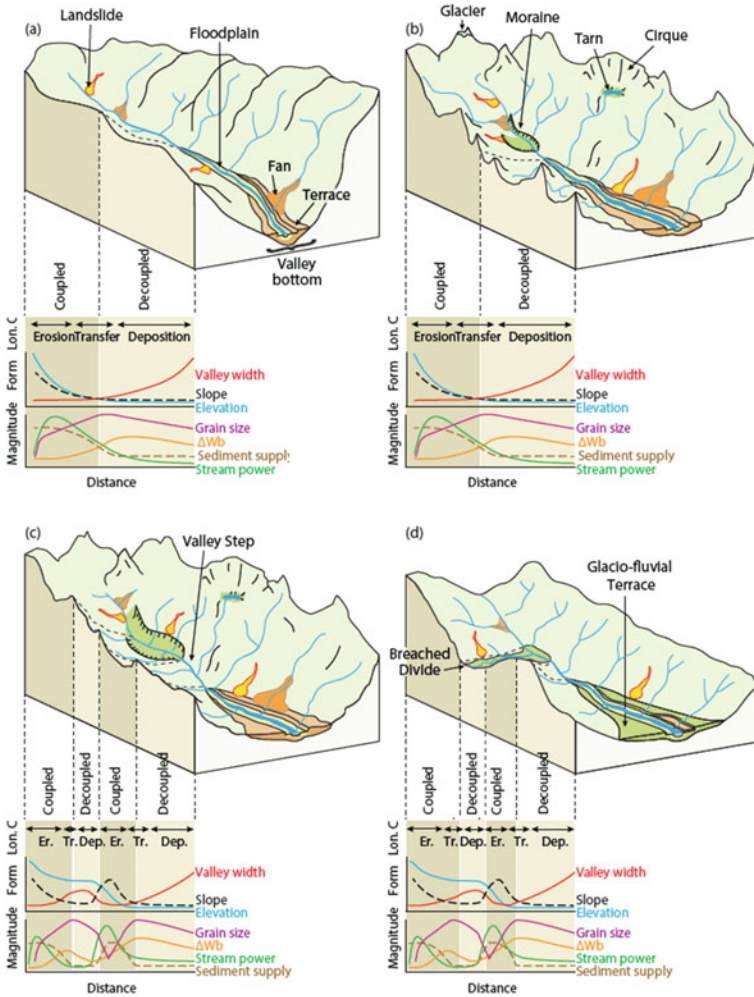 (a)
Landslide
Floodplain
Fan
Terrace
Valley
bottom
Coupled
Decoupled
Lon. C
Erosion
Transfer
Deposition
Form
Valley width
Slope
Elevation
Magnitude
Grain size
ΔWb
Sediment supply
Stream power
Distance
(b)
Glacier
Moraine
Tarn
Cirque
Coupled
Decoupled
Lon. C
Erosion
Transfer
Deposition
Form
Valley width
Slope
Elevation
Magnitude
Grain size
ΔWb
Sediment supply
Stream power
Distance
(c)
Valley Step
Coupled
Decoupled
Coupled
Decoupled
Lon. C
Er.
Tr.
Dep.
Er.
Tr.
Dep.
Form
Valley width
Slope
Elevation
Magnitude
Grain size
ΔWb
Stream power
Sediment supply
Distance
(d)
Glacio-fluvial
Terrace
Breached
Divide
Coupled
Decoupled
Coupled
Decoupled
Lon. C
Er.
Tr.
Dep.
Er.
Tr.
Dep.
Form
Valley width
Slope
Elevation
Magnitude
Grain size
ΔWb
Stream power
Sediment supply
Distance